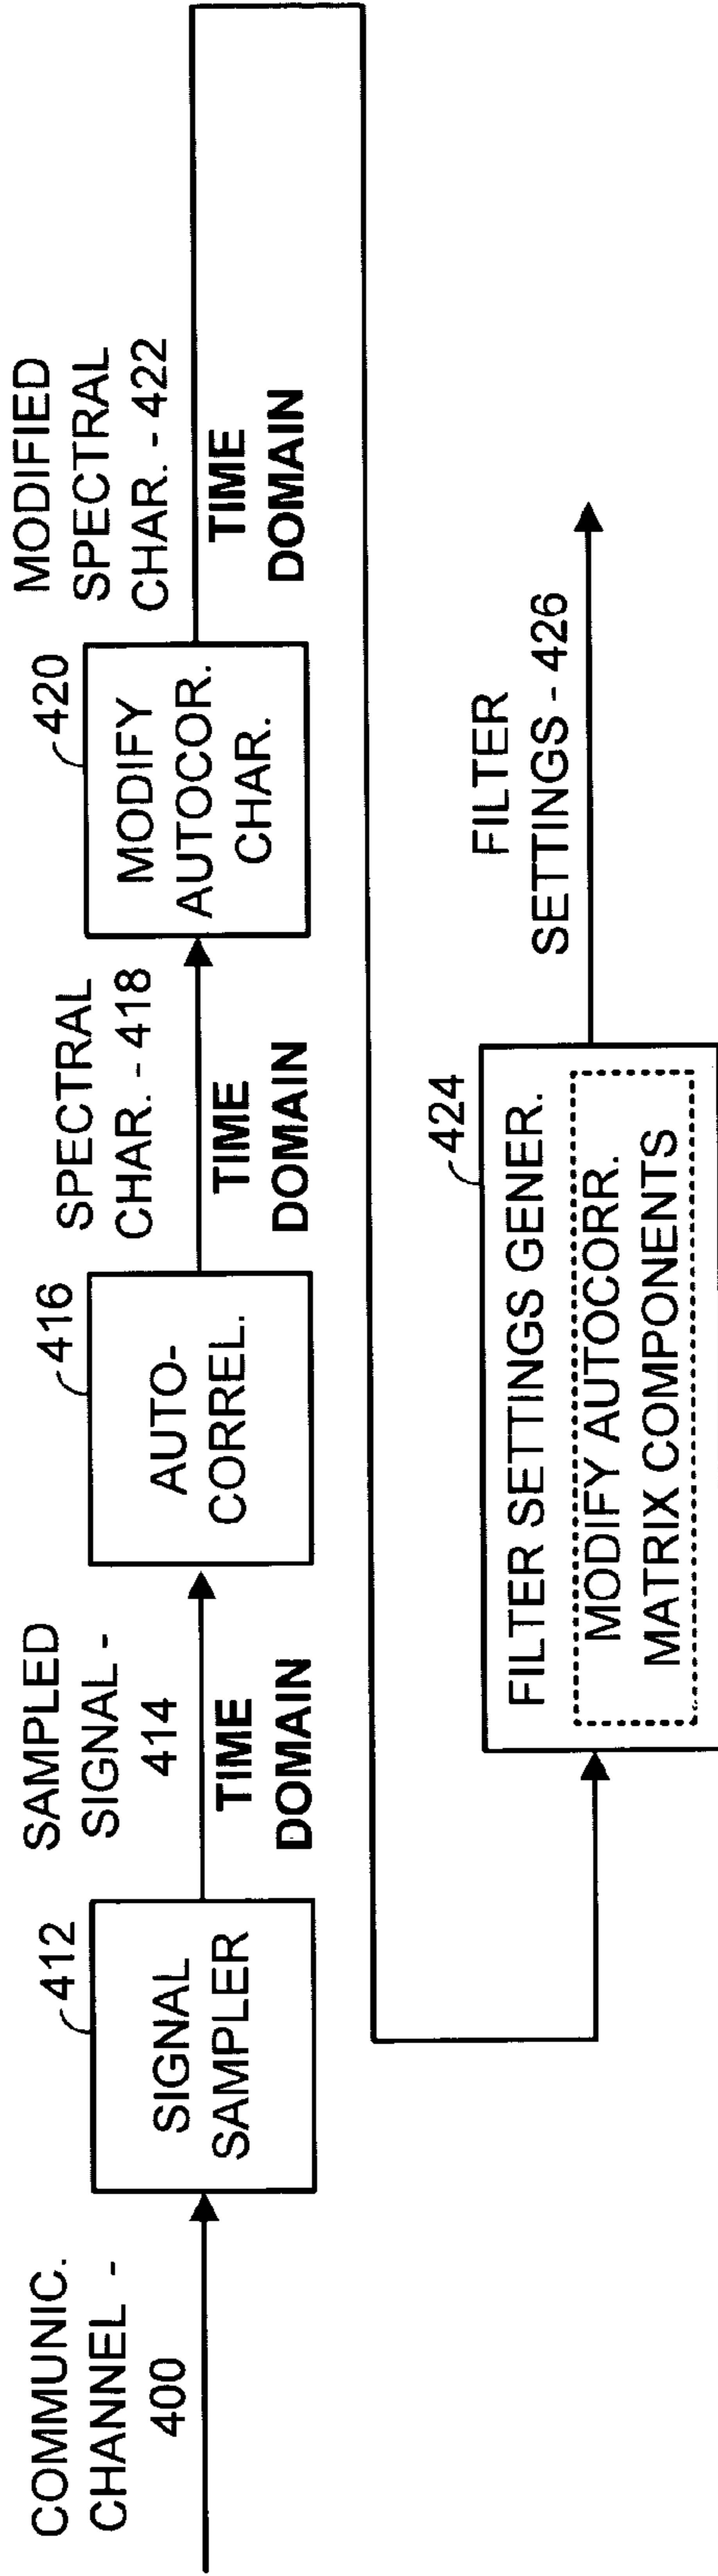 COMMUNIC.
CHANNEL -
400
412
SIGNAL
SAMPLER
SAMPLED
SIGNAL -
414
TIME
DOMAIN
416
AUTO-
CORREL.
SPECTRAL
CHAR. - 418
TIME
DOMAIN
420
MODIFY
AUTOCOR.
CHAR.
MODIFIED
SPECTRAL
CHAR. - 422
TIME
DOMAIN
424
FILTER SETTINGS GENER.
MODIFY AUTOCORR.
MATRIX COMPONENTS
FILTER
SETTINGS - 426